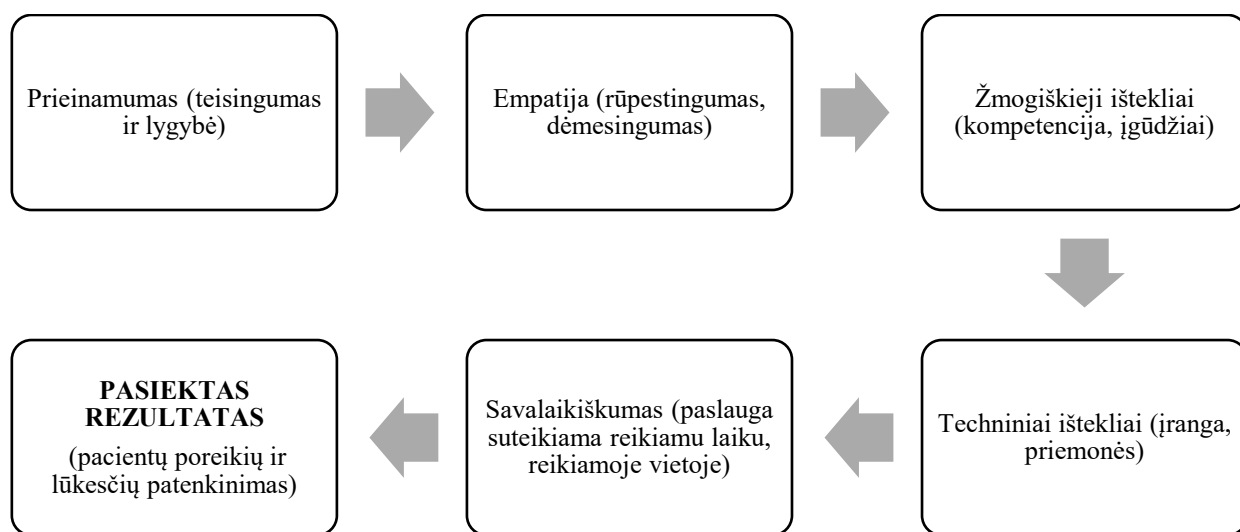 Prieinamumas (teisingumas
ir lygybė)
Empatija (rūpestingumas,
dėmesingumas)
Žmogiškieji ištekliai
(kompetencija, įgūdžiai)
Techniniai ištekliai (įranga,
priemonės)
Savalaikiškumas (paslauga
suteikiama reikiamu laiku,
reikiamoje vietoje)
PASIEKTAS
REZULTATAS
(pacientų poreikių ir
lūkesčių patenkinimas)